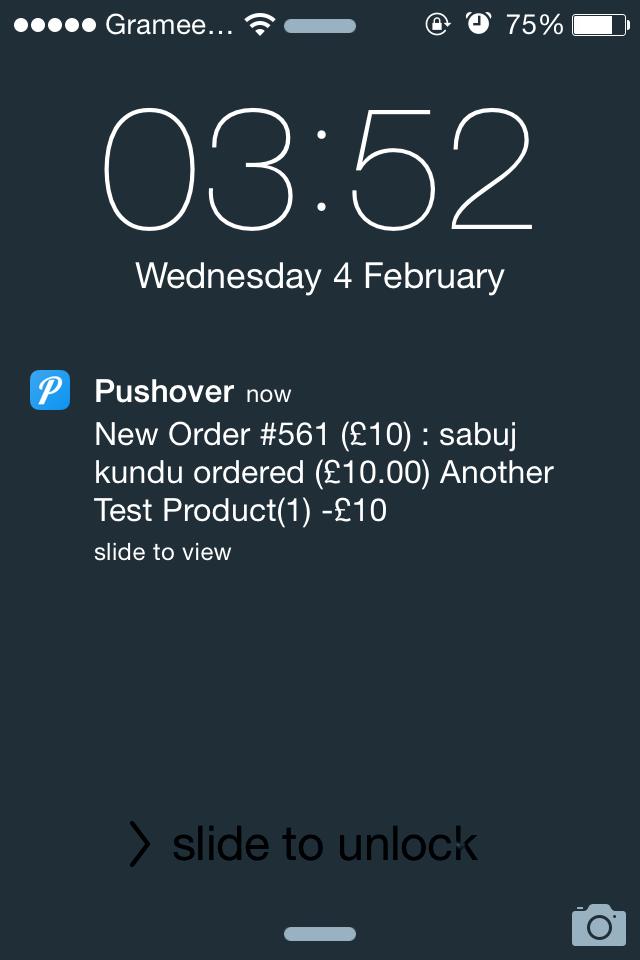 Gramee... 75%
03:52
Wednesday 4 February
Pushover now
New Order #561 (£10) : sabuj
kundu ordered (£10.00) Another
Test Product(1) -£10
slide to view
slide to unlock